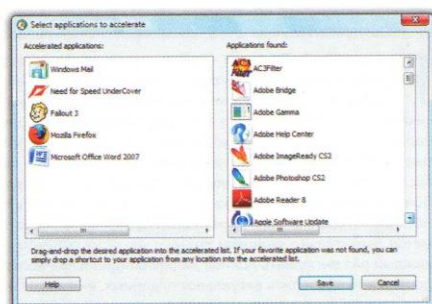 Select applications to accelerate
Accelerated applications:
Windows Mail
Need for Speed UnderCover
Fallout 3
Mozilla Firefox
Microsoft Office Word 2007
Applications found:
AC3Filter
Adobe Bridge
Adobe Gamma
Adobe Help Center
Adobe ImageReady CS2
Adobe Photoshop CS2
Adobe Reader 8
Apple Software Update
Drag-and-drop the desired application into the accelerated list. If your favorite application was not found, you can
simply drop a shortcut to your application from any location into the accelerated list.
Help
Save
Cancel